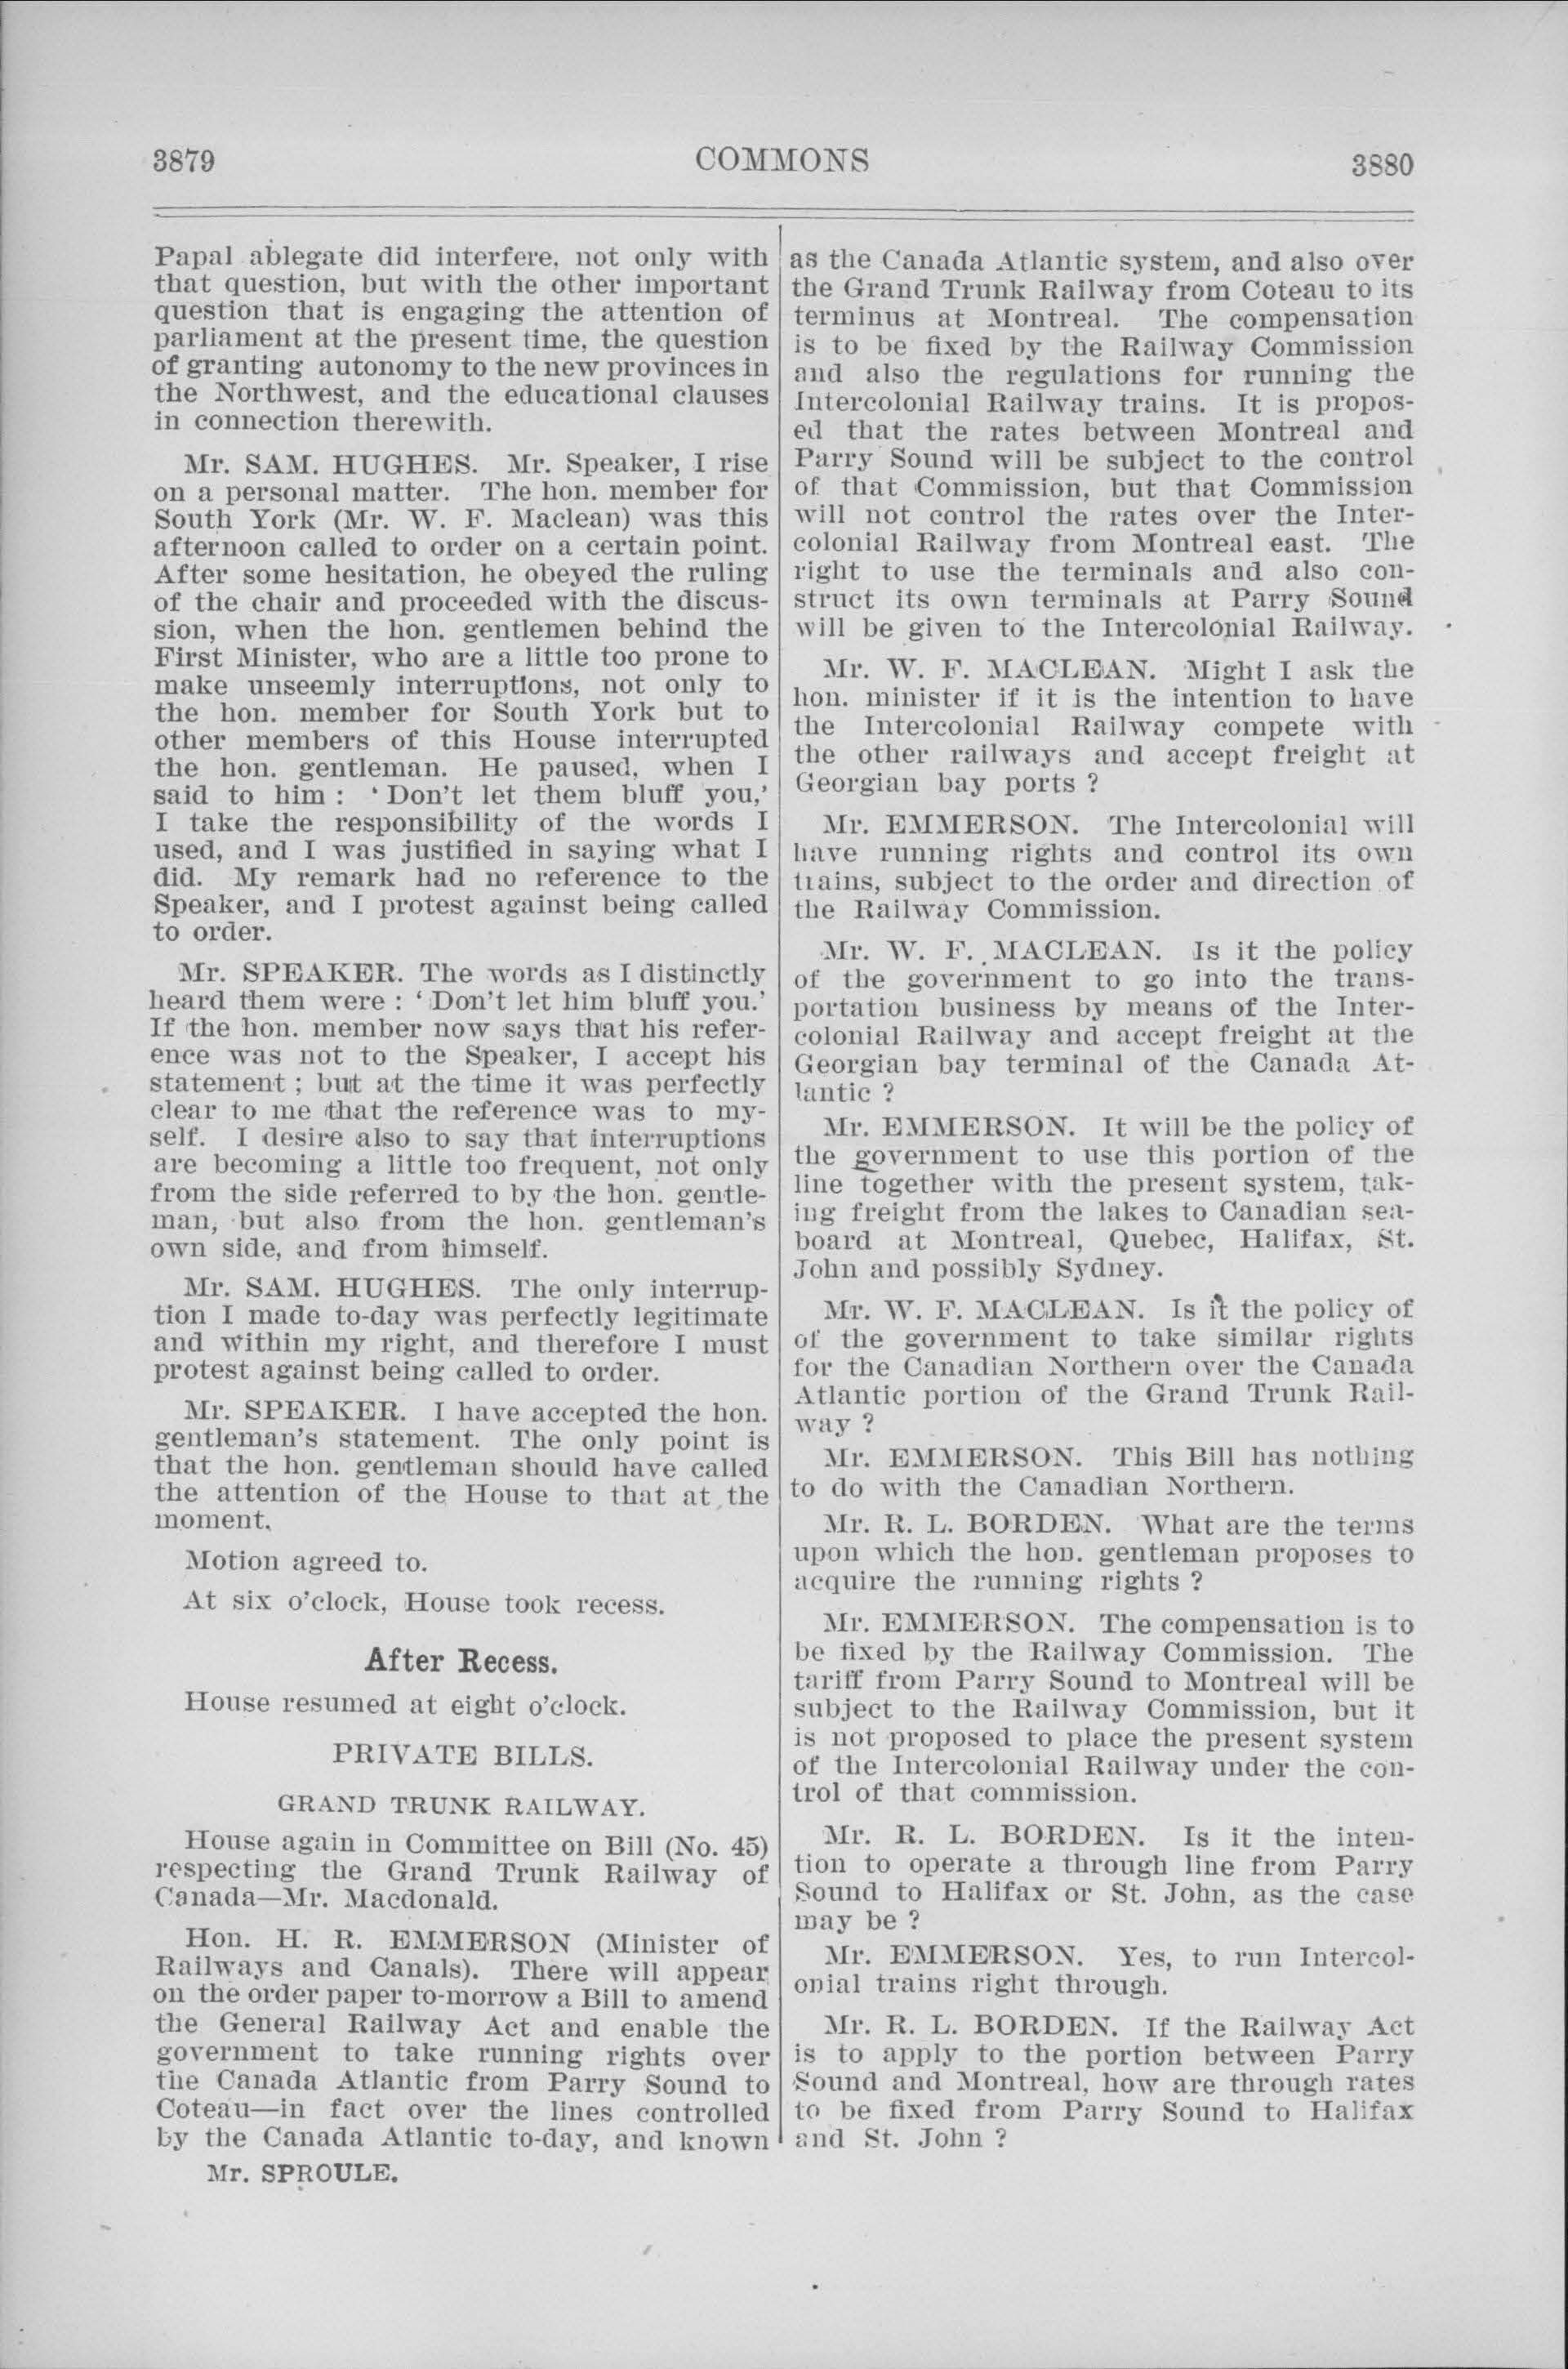 3879
COMMONS
3880
Papal ablegate did interfere, not only with
that question, but with the other important
question that is engaging the attention of
parliament at the present time, the question
of granting autonomy to the new provinces in
the Northwest, and the educational clauses
in connection therewith.
Mr. SAM. HUGHES. Mr. Speaker, I rise
on a personal matter. The hon. member for
South York (Mr. W. F. Maclean) was this
afternoon called to order on a certain point.
After some hesitation, he obeyed the ruling
of the chair and proceeded with the discus-
sion, when the hon. gentlemen behind the
First Minister, who are a little too prone to
make unseemly interruptions, not only to
the hon. member for South York but to
other members of this House interrupted
the hon. gentleman. He paused, when I
said to him : ‘ Don’t let them bluff you,’
I take the responsibility of the words I
used, and I was justified in saying what I
did. My remark had no reference to the
Speaker, and I protest against being called
to order.
Mr. SPEAKER. The words as I distinctly
heard them were : ‘ Don’t let him bluff you.’
If the hon. member now says that his refer-
ence was not to the Speaker, I accept his
statement ; but at the time it was perfectly
clear to me that the reference was to my-
self. I desire also to say that interruptions
are becoming a little too frequent, not only
from the side referred to by the hon. gentle-
man, but also from the hon. gentleman’s
own side, and from himself.
Mr. SAM. HUGHES. The only interrup-
tion I made to-day was perfectly legitimate
and within my right, and therefore I must
protest against being called to order.
Mr. SPEAKER. I have accepted the hon.
gentleman’s statement. The only point is
that the hon. gentleman should have called
the attention of the House to that at the
moment.
Motion agreed to.
At six o’clock, House took recess.
After Recess.
House resumed at eight o’clock.
PRIVATE BILLS.
GRAND TRUNK RAILWAY.
House again in Committee on Bill (No. 45)
respecting the Grand Trunk Railway of
Canada—Mr. Macdonald.
Hon. H. R. EMMERSON (Minister of
Railways and Canals). There will appear
on the order paper to-morrow a Bill to amend
the General Railway Act and enable the
government to take running rights over
the Canada Atlantic from Parry Sound to
Coteau—in fact over the lines controlled
by the Canada Atlantic to-day, and known
Mr. SPROULE.
as the Canada Atlantic system, and also over
the Grand Trunk Railway from Coteau to its
terminus at Montreal. The compensation
is to be fixed by the Railway Commission
and also the regulations for running the
Intercolonial Railway trains. It is propos-
ed that the rates between Montreal and
Parry Sound will be subject to the control
of that Commission, but that Commission
will not control the rates over the Inter-
colonial Railway from Montreal east. The
right to use the terminals and also con-
struct its own terminals at Parry Sound
will be given to the Intercolonial Railway.
Mr. W. F. MACLEAN. Might I ask the
hon. minister if it is the intention to have
the Intercolonial Railway compete with
the other railways and accept freight at
Georgian bay ports ?
Mr. EMMERSON. The Intercolonial will
have running rights and control its own
trains, subject to the order and direction of
the Railway Commission.
Mr. W. F. MACLEAN. Is it the policy
of the government to go into the trans-
portation business by means of the Inter-
colonial Railway and accept freight at the
Georgian bay terminal of the Canada At-
lantic ?
Mr. EMMERSON. It will be the policy of
the government to use this portion of the
line together with the present system, tak-
ing freight from the lakes to Canadian sea-
board at Montreal, Quebec, Halifax, St.
John and possibly Sydney.
Mr. W. F. MACLEAN. Is it the policy of
of the government to take similar rights
for the Canadian Northern over the Canada
Atlantic portion of the Grand Trunk Rail-
way ?
Mr. EMMERSON. This Bill has nothing
to do with the Canadian Northern.
Mr. R. L. BORDEN. What are the terms
upon which the hon. gentleman proposes to
acquire the running rights ?
Mr. EMMERSON. The compensation is to
be fixed by the Railway Commission. The
tariff from Parry Sound to Montreal will be
subject to the Railway Commission, but it
is not proposed to place the present system
of the Intercolonial Railway under the con-
trol of that commission.
Mr. R. L. BORDEN. Is it the inten-
tion to operate a through line from Parry
Sound to Halifax or St. John, as the case
may be ?
Mr. EMMERSON. Yes, to run Intercol-
onial trains right through.
Mr. R. L. BORDEN. If the Railway Act
is to apply to the portion between Parry
Sound and Montreal, how are through rates
to be fixed from Parry Sound to Halifax
and St. John ?